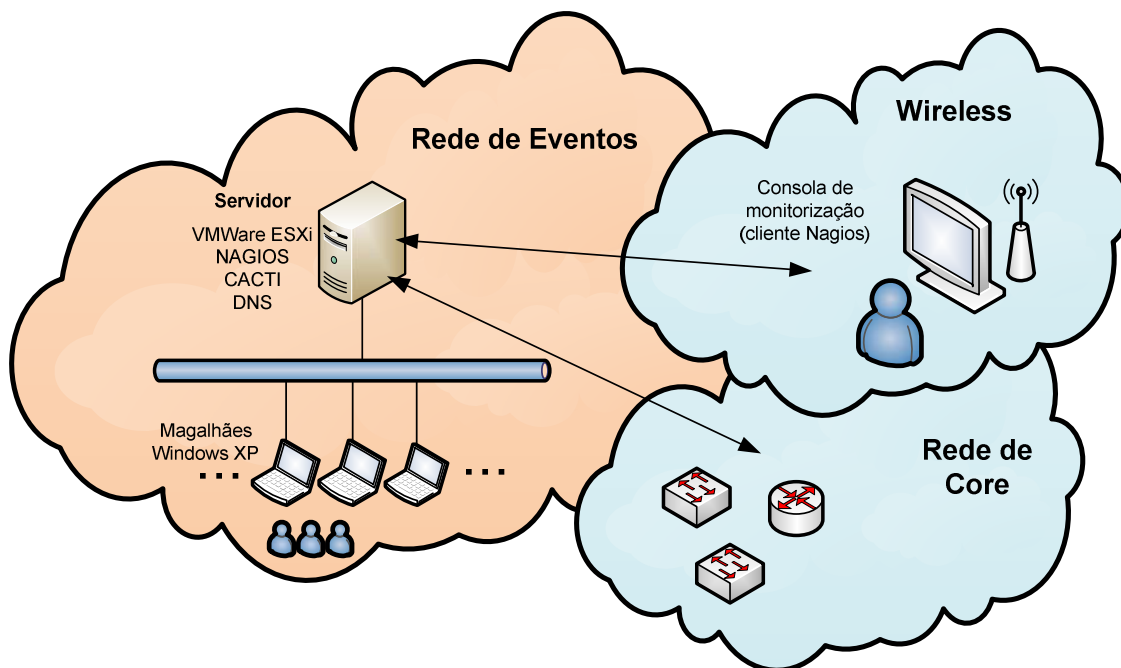 Rede de Eventos
Servidor
VMWare ESXi
NAGIOS
CACTI
DNS
Magalhães
Windows XP
Wireless
Consola de
monitorização
(cliente Nagios)
Rede de
Core